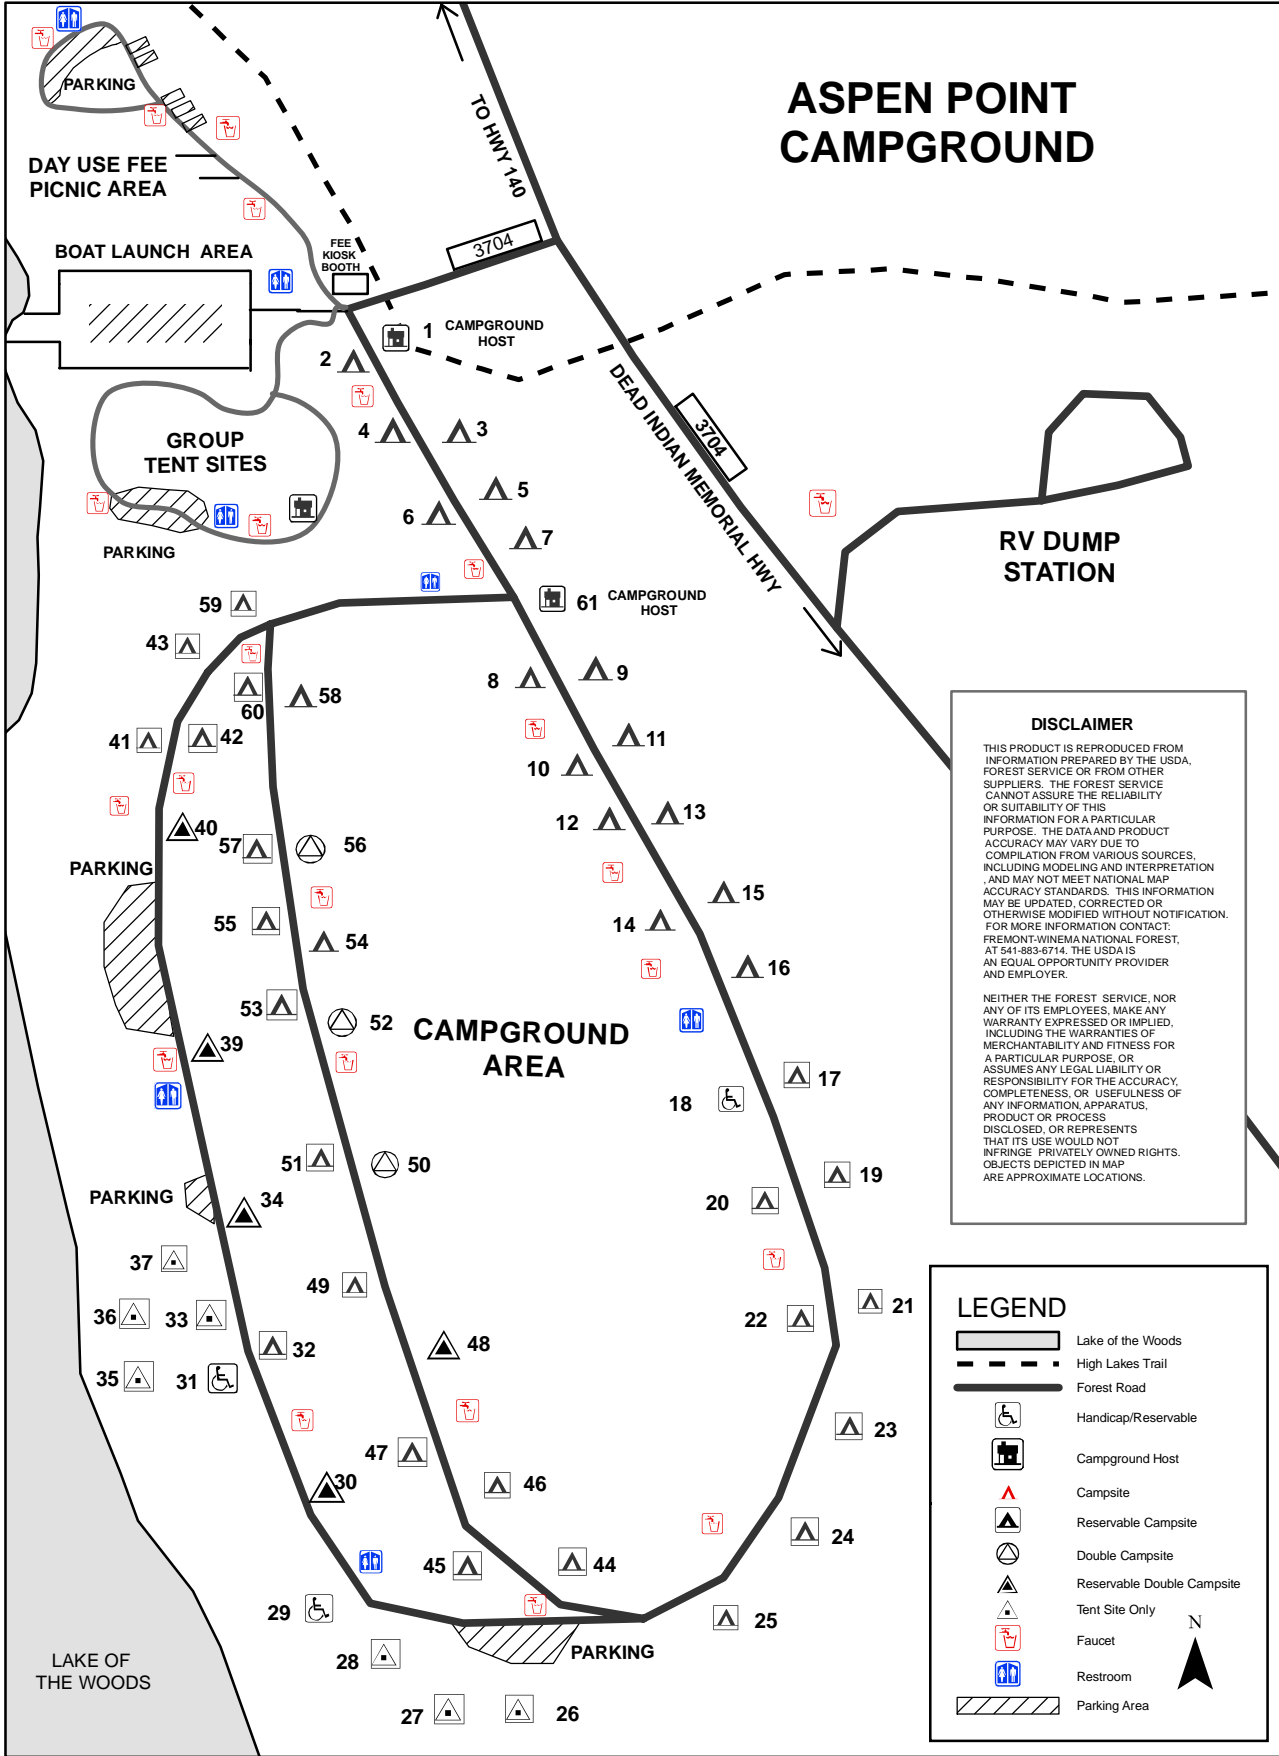 ASPEN POINT
CAMPGROUND
PARKING
TO HWY 140
DAY USE FEE
PICNIC AREA
BOAT LAUNCH AREA
FEE
KIOSK
BOOTH
3704
1
CAMPGROUND
HOST
2
DEAD INDIAN MEMORIAL HWY
3704
4
3
GROUP
TENT SITES
5
6
7
PARKING
RV DUMP
STATION
59
61
CAMPGROUND
HOST
43
8
9
60
58
41
42
11
10
40
12
13
57
56
PARKING
15
55
54
14
16
53
52
CAMPGROUND
AREA
39
17
18
51
50
19
PARKING
34
20
37
49
21
36
33
22
32
48
35
31
23
47
30
46
24
45
44
29
25
28
PARKING
27
26
LAKE OF
THE WOODS
DISCLAIMER
THIS PRODUCT IS REPRODUCED FROM
INFORMATION PREPARED BY THE USDA,
FOREST SERVICE OR FROM OTHER
SUPPLIERS. THE FOREST SERVICE
CANNOT ASSURE THE RELIABILITY
OR SUITABILITY OF THIS
INFORMATION FOR A PARTICULAR
PURPOSE. THE DATA AND PRODUCT
ACCURACY MAY VARY DUE TO
COMPILATION FROM VARIOUS SOURCES,
INCLUDING MODELING AND INTERPRETATION
, AND MAY NOT MEET NATIONAL MAP
ACCURACY STANDARDS. THIS INFORMATION
MAY BE UPDATED, CORRECTED OR
OTHERWISE MODIFIED WITHOUT NOTIFICATION.
FOR MORE INFORMATION CONTACT:
FREMONT-WINEMA NATIONAL FOREST,
AT 541-883-6714. THE USDA IS
AN EQUAL OPPORTUNITY PROVIDER
AND EMPLOYER.
NEITHER THE FOREST SERVICE, NOR
ANY OF ITS EMPLOYEES, MAKE ANY
WARRANTY EXPRESSED OR IMPLIED,
INCLUDING THE WARRANTIES OF
MERCHANTABILITY AND FITNESS FOR
A PARTICULAR PURPOSE, OR
ASSUMES ANY LEGAL LIABILITY OR
RESPONSIBILITY FOR THE ACCURACY,
COMPLETENESS, OR USEFULNESS OF
ANY INFORMATION, APPARATUS,
PRODUCT OR PROCESS
DISCLOSED, OR REPRESENTS
THAT ITS USE WOULD NOT
INFRINGE PRIVATELY OWNED RIGHTS.
OBJECTS DEPICTED IN MAP
ARE APPROXIMATE LOCATIONS.
LEGEND
Lake of the Woods
High Lakes Trail
Forest Road
Handicap/Reservable
Campground Host
Campsite
Reservable Campsite
Double Campsite
Reservable Double Campsite
Tent Site Only
Faucet
Restroom
Parking Area
N